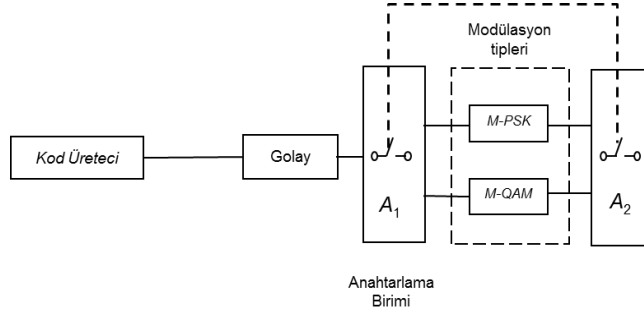 Modülasyon
tipleri
M-PSK
Kod Üreteci
Golay
M-QAM
A1
A2
Anahtarlama
Birimi